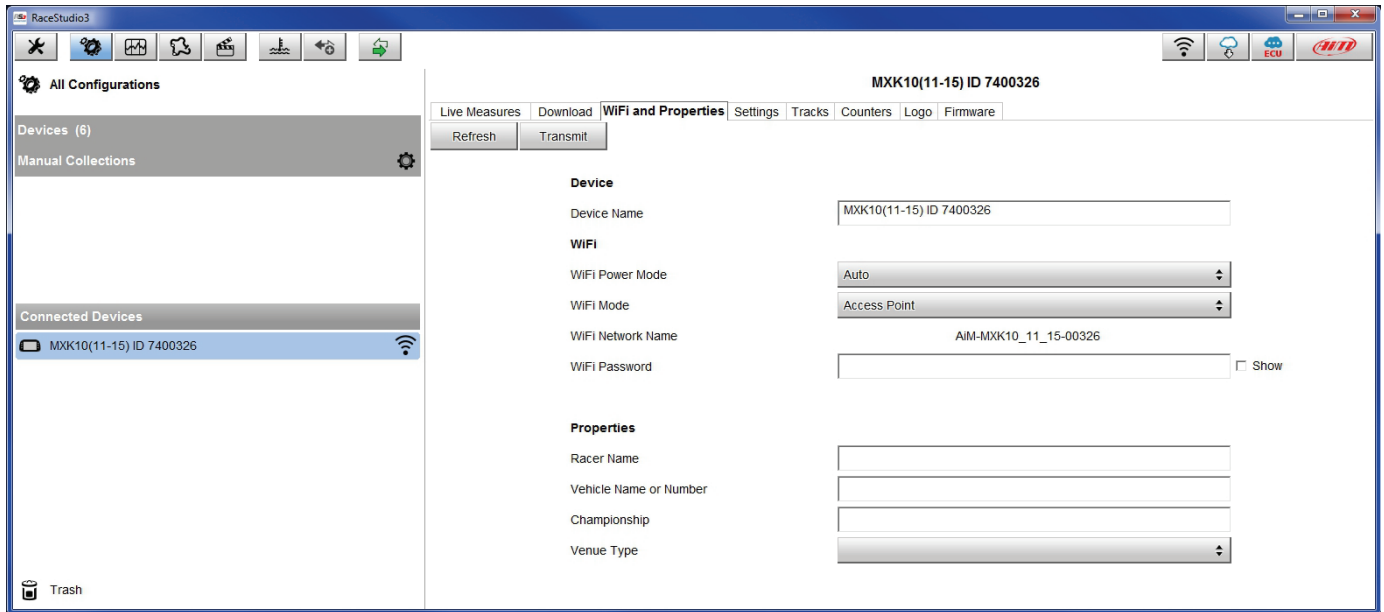 RaceStudio3
ECU
AiM
All Configurations
MXK10(11-15) ID 7400326
Live Measures Download WiFi and Properties Settings Tracks Counters Logo Firmware
Devices (6)
Refresh Transmit
Manual Collections
Device
Device Name MXK10(11-15) ID 7400326
WiFi
WiFi Power Mode Auto
WiFi Mode Access Point
Connected Devices
WiFi Network Name AiM-MXK10_11_15-00326
MXK10(11-15) ID 7400326
WiFi Password Show
Properties
Racer Name
Vehicle Name or Number
Championship
Venue Type
Trash